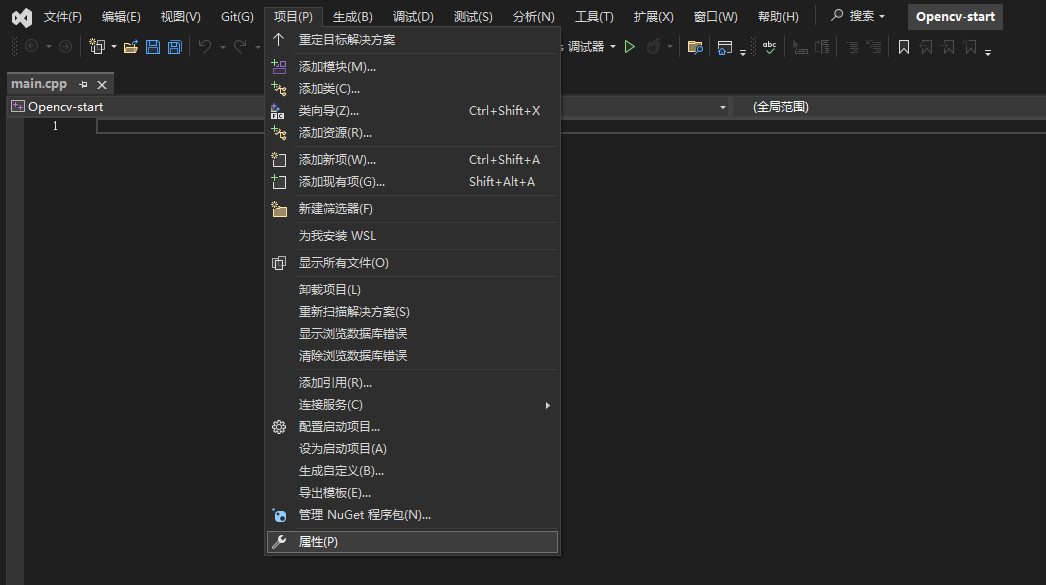 文件(F) 编辑(E) 视图(V) Git(G) 项目(P) 生成(B) 调试(D) 测试(S) 分析(N) 工具(T) 扩展(X) 窗口(W) 帮助(H) 搜索 Opencv-start
调试器
main.cpp
Opencv-start (全局范围)
1
重定目标解决方案
添加模块(M)...
添加类(C)...
类向导(Z)... Ctrl+Shift+X
添加资源(R)...
添加新项(W)... Ctrl+Shift+A
添加现有项(G)... Shift+Alt+A
新建筛选器(F)
为我安装 WSL
显示所有文件(O)
卸载项目(L)
重新扫描解决方案(S)
显示浏览数据库错误
清除浏览数据库错误
添加引用(R)...
连接服务(C)
配置启动项目...
设为启动项目(A)
生成自定义(B)...
导出模板(E)...
管理 NuGet 程序包(N)...
属性(P)